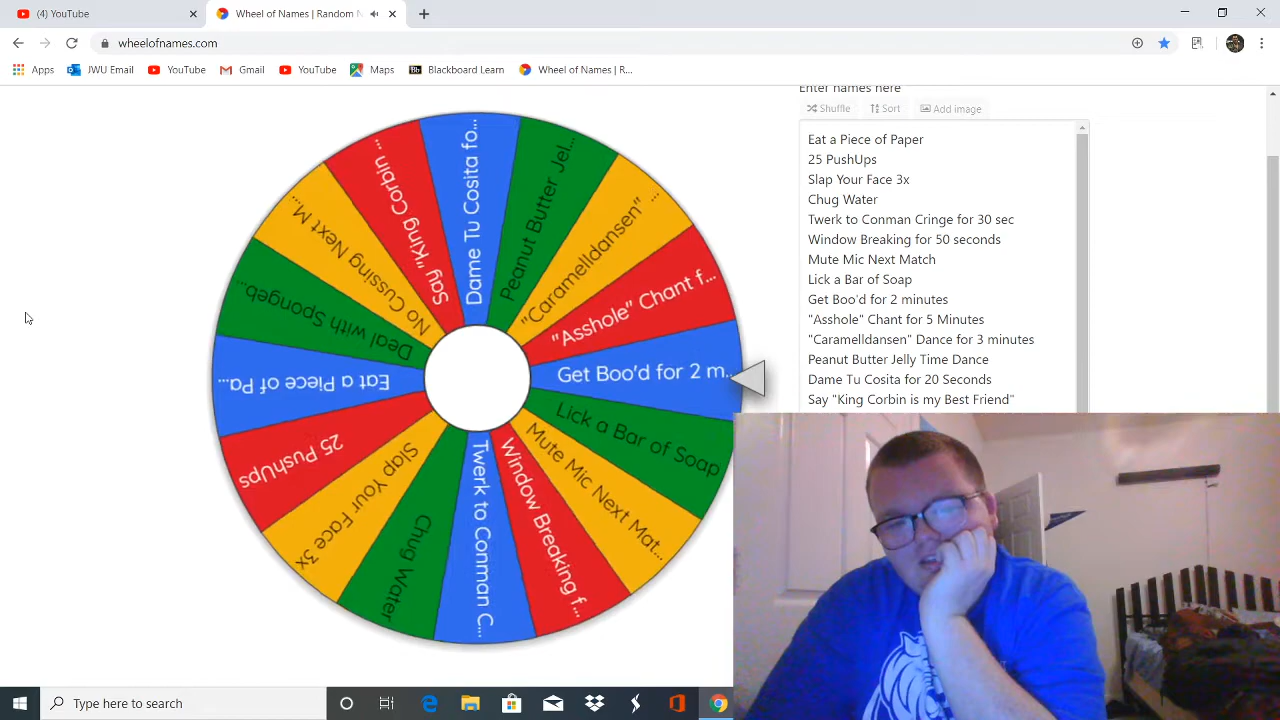 (4) YouTube
Wheel of Names | Random N
wheelofnames.com
Apps
JWU Email
YouTube
Gmail
YouTube
Maps
Bb
Blackboard Learn
Wheel of Names | R...
Enter names here
Shuffle
Sort
Add image
Eat a Piece of Paper
25 PushUps
Slap Your Face 3x
Chug Water
Twerk to Conman Cringe for 30 sec
Window Breaking for 50 seconds
Mute Mic Next Match
Lick a Bar of Soap
Get Boo'd for 2 minutes
"Asshole" Chant for 5 Minutes
"Caramelldansen" Dance for 3 minutes
Peanut Butter Jelly Time Dance
Dame Tu Cosita for 20 Seconds
Say "King Corbin is my Best Friend"
Dame Tu Cosita fo...
Peanut Butter Jel...
"Caramelldansen" ...
"Asshole" Chant f...
Get Boo'd for 2 m...
Lick a Bar of Soap
Mute Mic Next Mat...
Window Breaking f...
Twerk to Conman C...
Chug Water
Slap Your Face 3x
25 PushUps
Eat a Piece of Pa...
Deal with Spongeb...
No Cussing Next M...
Say "King Corbin ...
Type here to search